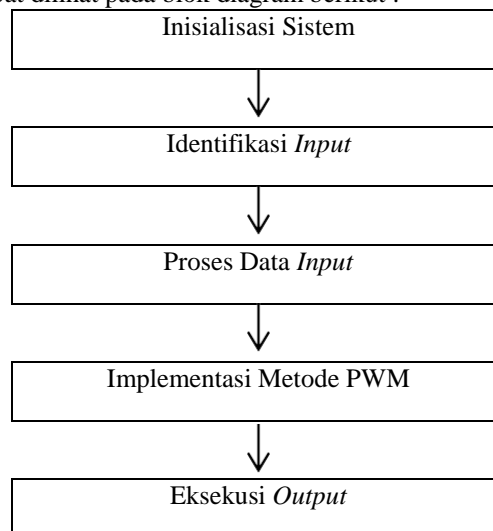 dilihat pada blok diagram berikut :
Inisialisasi Sistem
Identifikasi Input
Proses Data Input
Implementasi Metode PWM
Eksekusi Output